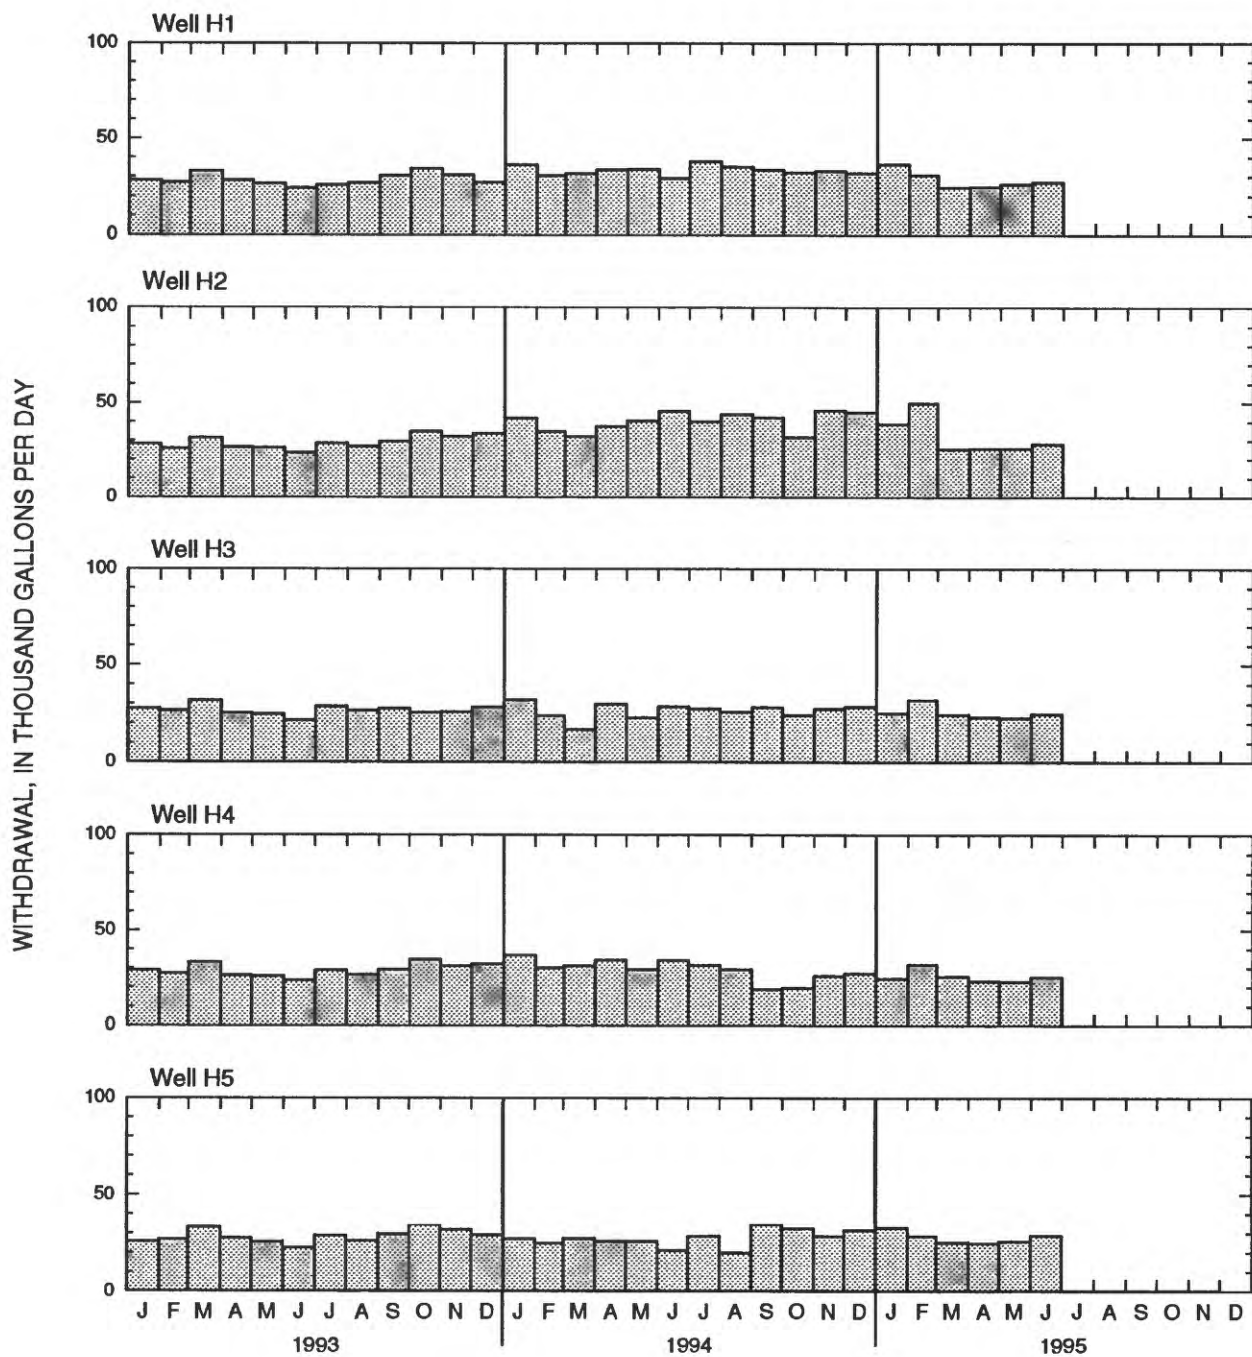 Well H1
100
50
0
Well H2
100
50
0
WITHDRAWAL, IN THOUSAND GALLONS PER DAY
Well H3
100
50
0
Well H4
100
50
0
Well H5
100
50
0
J F M A M J J A S O N D J F M A M J J A S O N D J F M A M J J A S O N D
1993 1994 1995